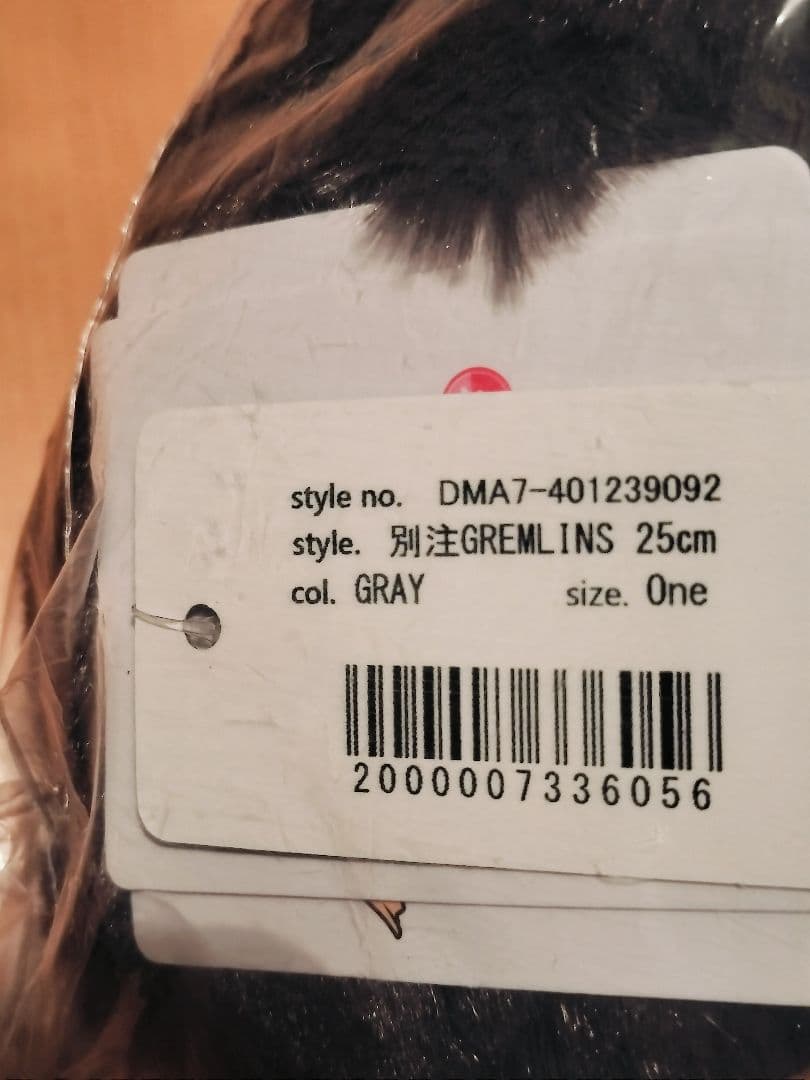 style no. DMA7-401239092
style. 別注GREMLINS 25cm
col. GRAY size. One
2000007336056